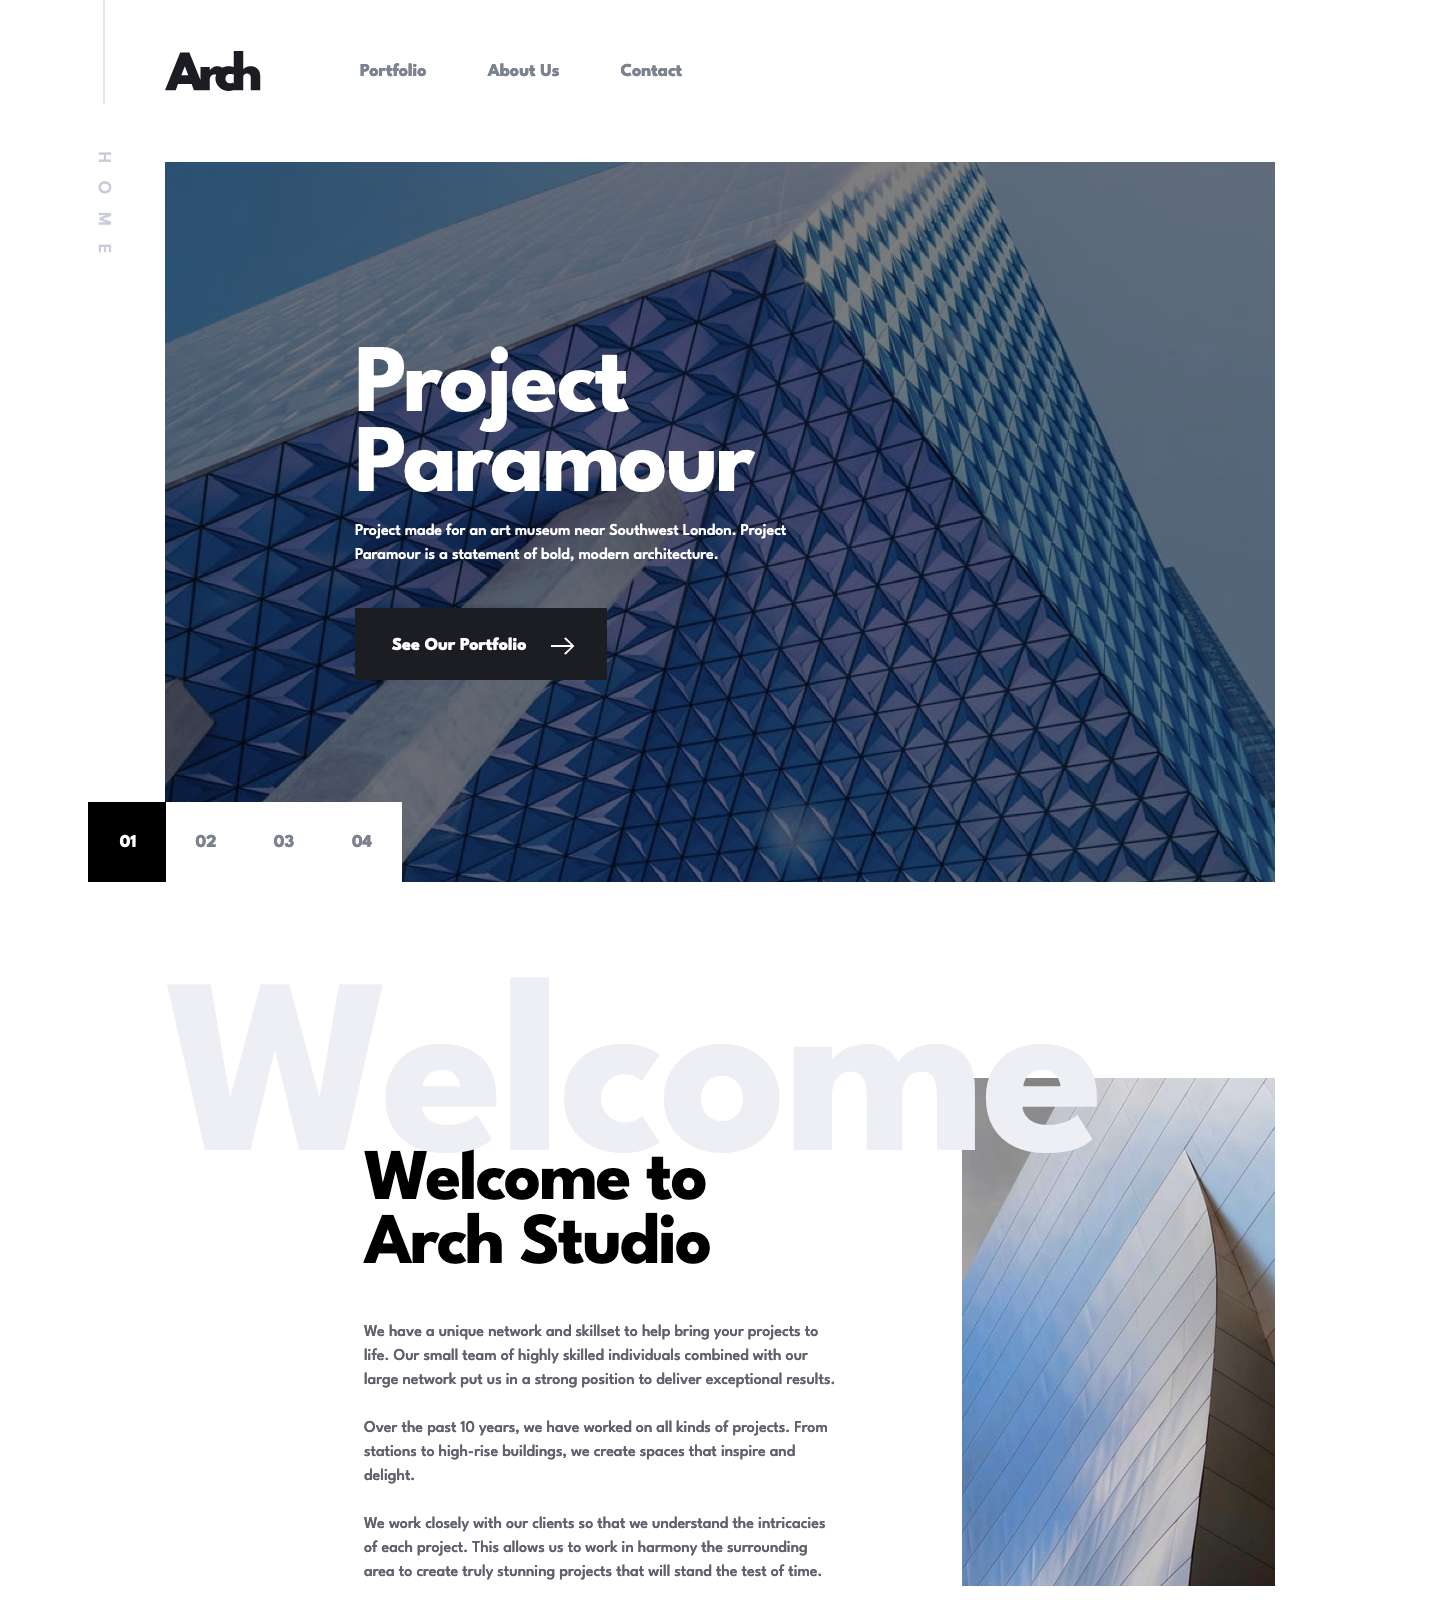 Arch
Portfolio
About Us
Contact
HOME
Project
Paramour
Project made for an art museum near Southwest London. Project
Paramour is a statement of bold, modern architecture.
See Our Portfolio
01
02
03
04
Welcome
Welcome to
Arch Studio
We have a unique network and skillset to help bring your projects to
life. Our small team of highly skilled individuals combined with our
large network put us in a strong position to deliver exceptional results.
Over the past 10 years, we have worked on all kinds of projects. From
stations to high-rise buildings, we create spaces that inspire and
delight.
We work closely with our clients so that we understand the intricacies
of each project. This allows us to work in harmony the surrounding
area to create truly stunning projects that will stand the test of time.